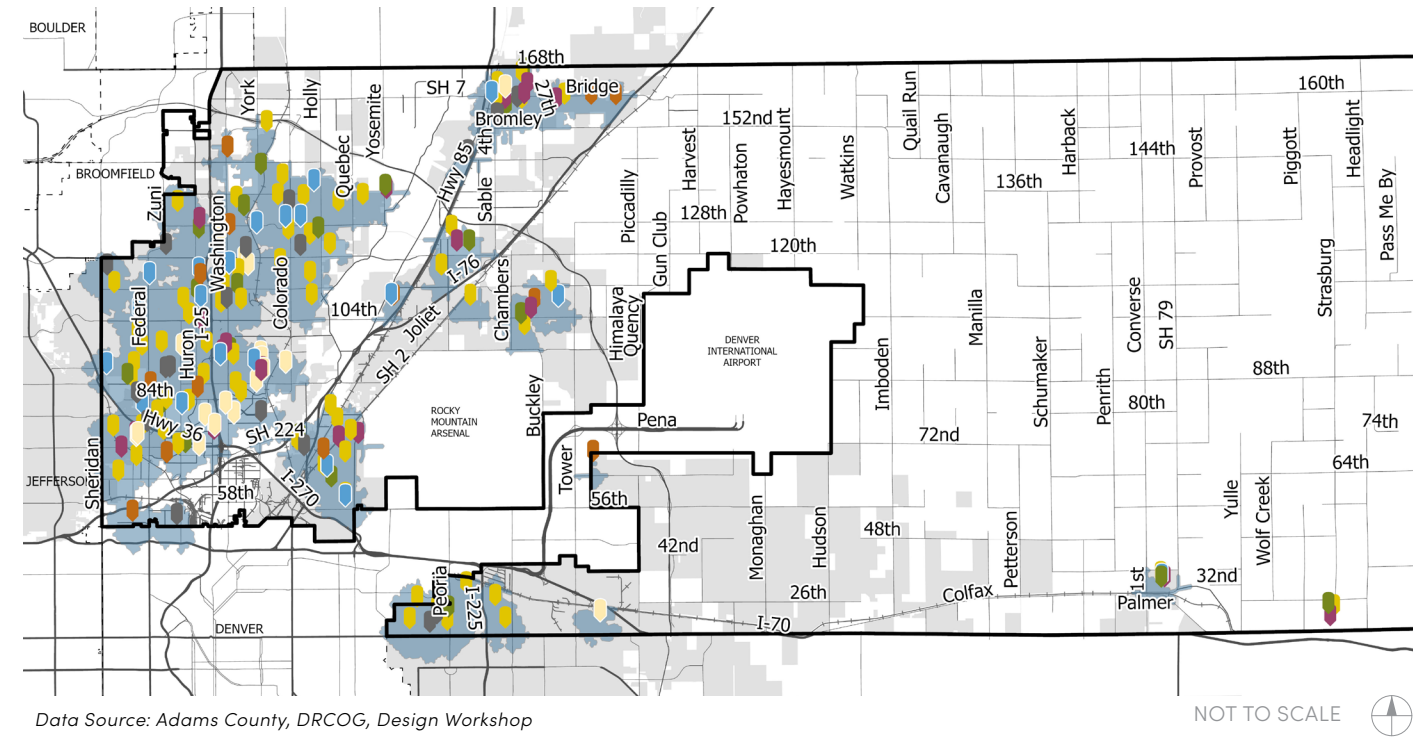 BOULDER
168th
160th
York
Holly
Yosemite
SH 7
27th
Bridge
Bromley
4th
152nd
Harvest
Powhaton
Hayesmount
Watkins
Quail Run
Cavanaugh
Harback
144th
Provost
Piggott
Headlight
Pass Me By
BROOMFIELD
Zuni
Quebec
Hwy 85
Sable
Piccadilly
136th
128th
Gun Club
120th
Washington
Colorado
I-76
Chambers
Strasburg
Federal
I-25
104th
Joliet
SH 2
Himalaya
Quency
Manilla
Converse
SH 79
Huron
DENVER
INTERNATIONAL
AIRPORT
Imboden
Schumaker
Penrith
88th
84th
80th
Buckley
ROCKY
MOUNTAIN
ARSENAL
Pena
74th
Hwy 36
SH 224
72nd
64th
Sheridan
JEFFERSON
I-270
58th
Tower
56th
Monaghan
Hudson
48th
Petterson
Yulle
Wolf Creek
42nd
Peoria
I-225
26th
Colfax
1st
32nd
Palmer
I-70
DENVER
Data Source: Adams County, DRCOG, Design Workshop
NOT TO SCALE